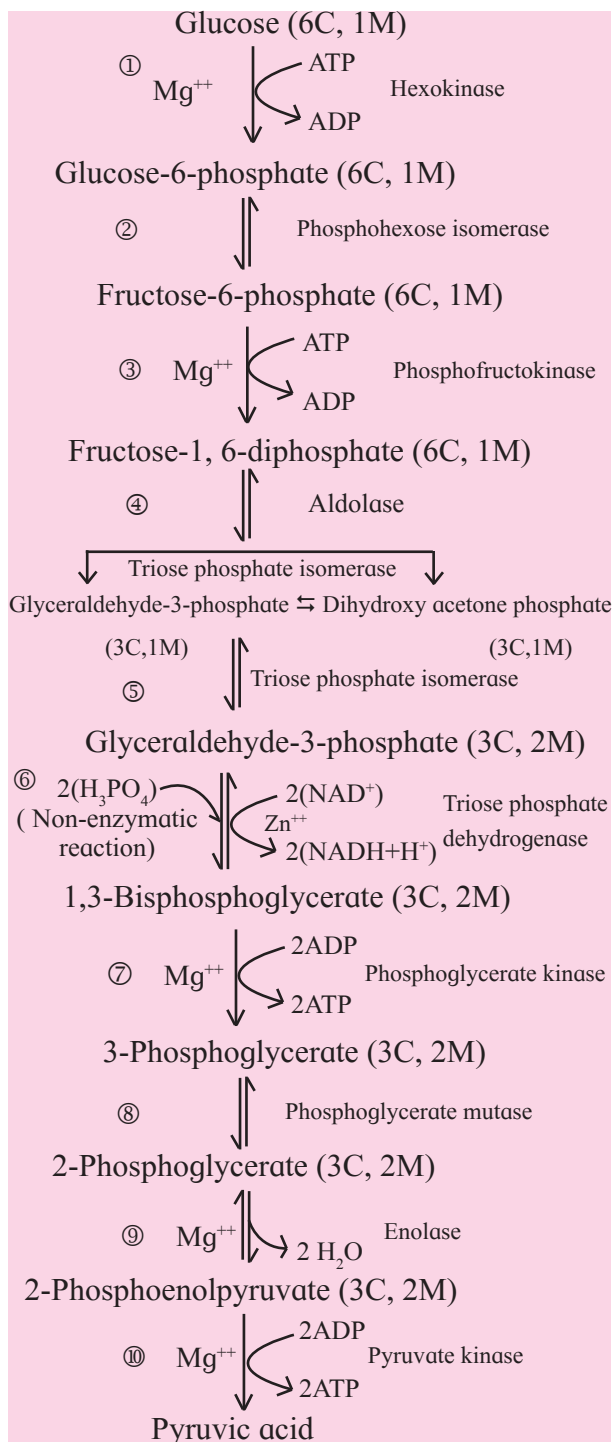 Glucose (6C, 1M)
① Mg⁺⁺ ATP Hexokinase
ADP
Glucose-6-phosphate (6C, 1M)
② Phosphohexose isomerase
Fructose-6-phosphate (6C, 1M)
③ Mg⁺⁺ ATP Phosphofructokinase
ADP
Fructose-1, 6-diphosphate (6C, 1M)
④ Aldolase
Triose phosphate isomerase
Glyceraldehyde-3-phosphate ⇆ Dihydroxy acetone phosphate
(3C,1M) (3C,1M)
⑤ Triose phosphate isomerase
Glyceraldehyde-3-phosphate (3C, 2M)
⑥ 2(H₃PO₄) 2(NAD⁺) Triose phosphate
( Non-enzymatic Zn⁺⁺ dehydrogenase
reaction) 2(NADH+H⁺)
1,3-Bisphosphoglycerate (3C, 2M)
⑦ Mg⁺⁺ 2ADP Phosphoglycerate kinase
2ATP
3-Phosphoglycerate (3C, 2M)
⑧ Phosphoglycerate mutase
2-Phosphoglycerate (3C, 2M)
⑨ Mg⁺⁺ Enolase
2 H₂O
2-Phosphoenolpyruvate (3C, 2M)
⑩ Mg⁺⁺ 2ADP Pyruvate kinase
2ATP
Pyruvic acid